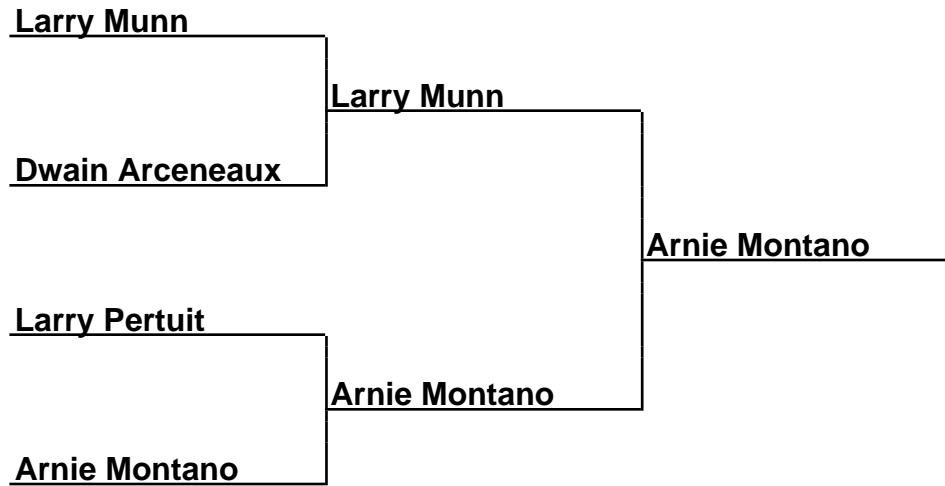 Larry Munn
Larry Munn
Dwain Arceneaux
Arnie Montano
Larry Pertuit
Arnie Montano
Arnie Montano